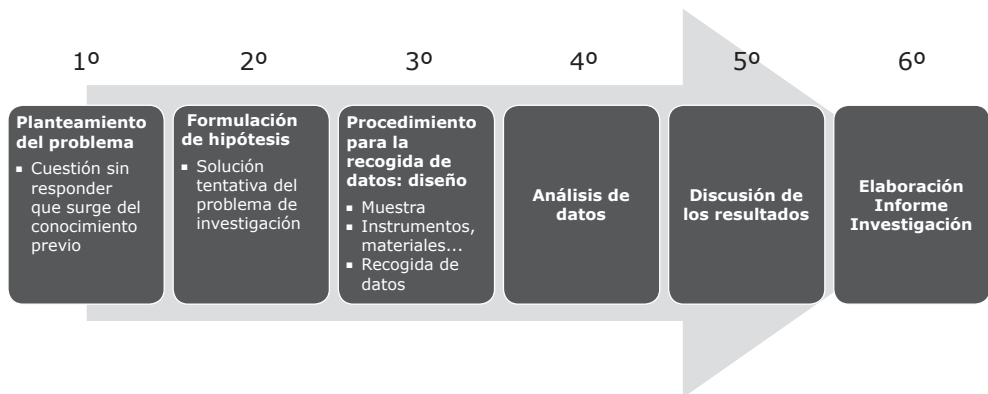 1º
2º
3º
4º
5º
6º
Planteamiento
del problema
▪ Cuestión sin
responder
que surge del
conocimiento
previo
Formulación
de hipótesis
▪ Solución
tentativa del
problema de
investigación
Procedimiento
para la
recogida de
datos: diseño
▪ Muestra
▪ Instrumentos,
materiales...
▪ Recogida de
datos
Análisis de
datos
Discusión de
los resultados
Elaboración
Informe
Investigación